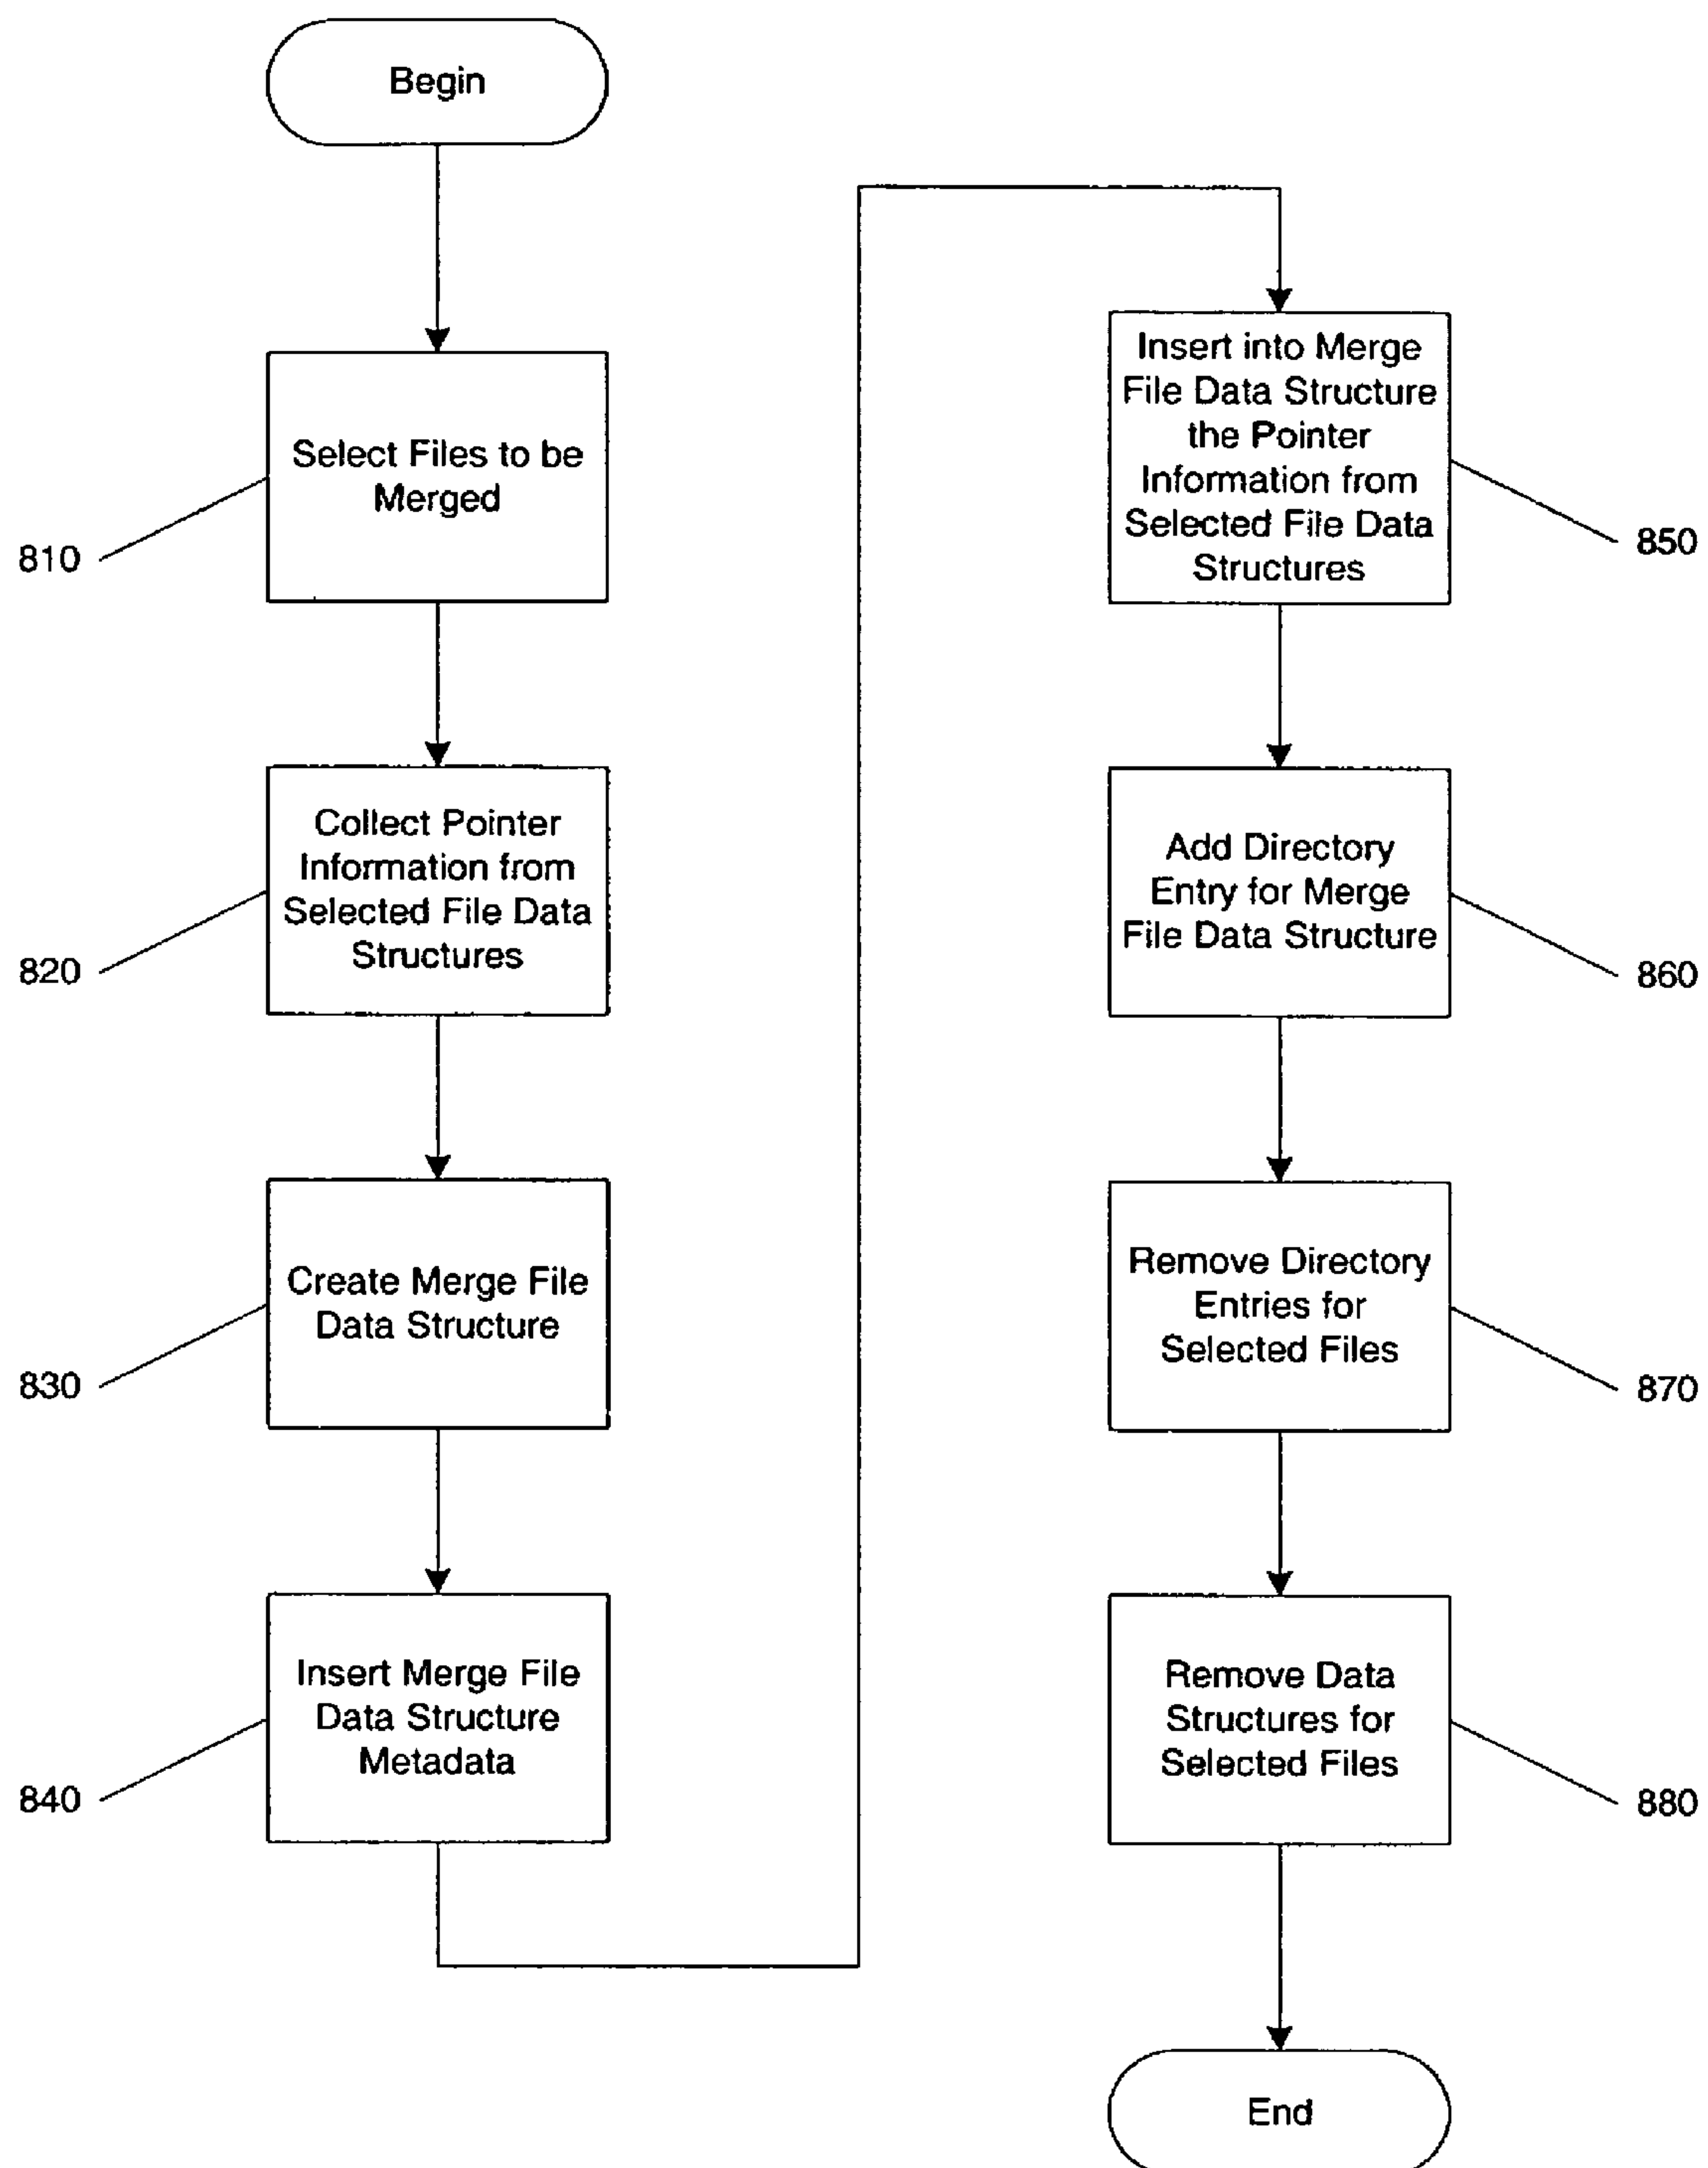 Begin
Select Files to be
Merged
810
Collect Pointer
Information from
Selected File Data
Structures
820
Create Merge File
Data Structure
830
Insert Merge File
Data Structure
Metadata
840
Insert into Merge
File Data Structure
the Pointer
Information from
Selected File Data
Structures
850
Add Directory
Entry for Merge
File Data Structure
860
Remove Directory
Entries for
Selected Files
870
Remove Data
Structures for
Selected Files
880
End